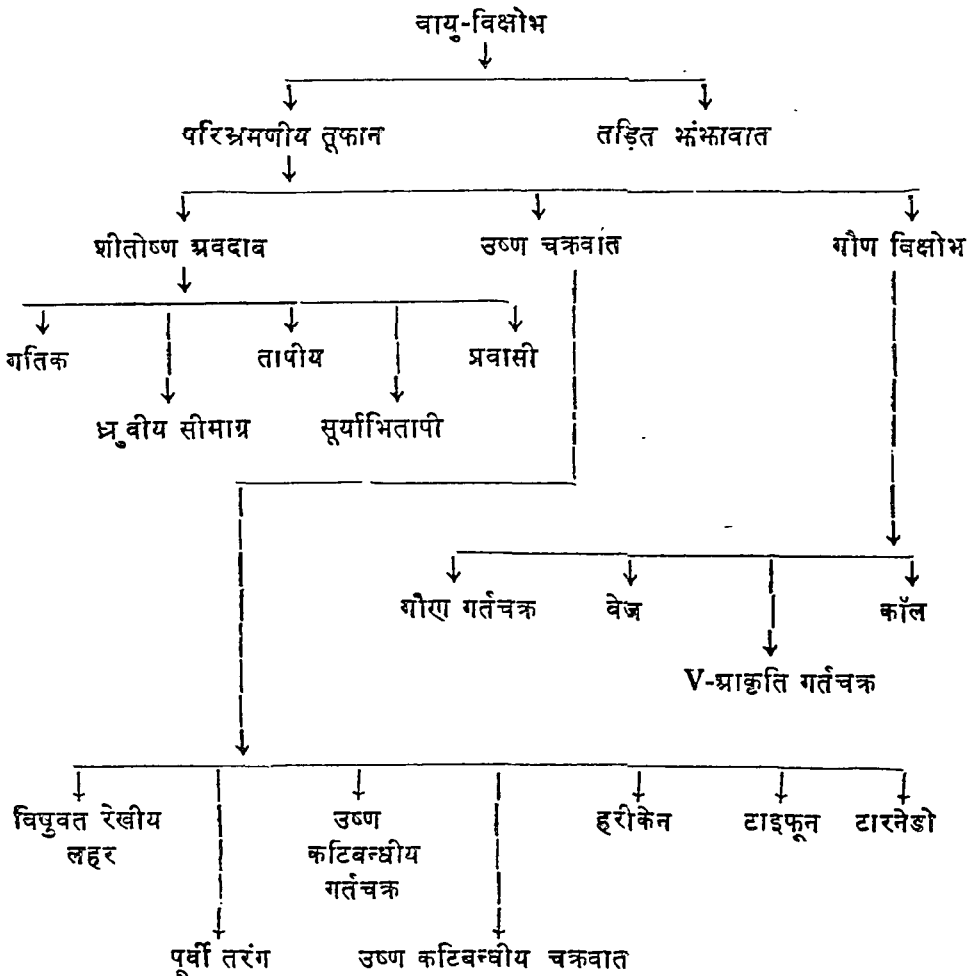 वायु-विक्षोभ
परिभ्रमणीय तूफान
तड़ित झंझावात
शीतोष्ण अवदाब
उष्ण चक्रवात
गौण विक्षोभ
गतिक
तापीय
प्रवासी
ध्रुवीय सीमाग्र
सूर्याभितापी
गौण गर्तचक्र
वेज
कॉल
V-आकृति गर्तचक्र
विषुवत रेखीय
लहर
उष्ण
कटिबन्धीय
गर्तचक्र
हरीकेन
टाइफून
टारनेडो
पूर्वी तरंग
उष्ण कटिबन्धीय चक्रवात